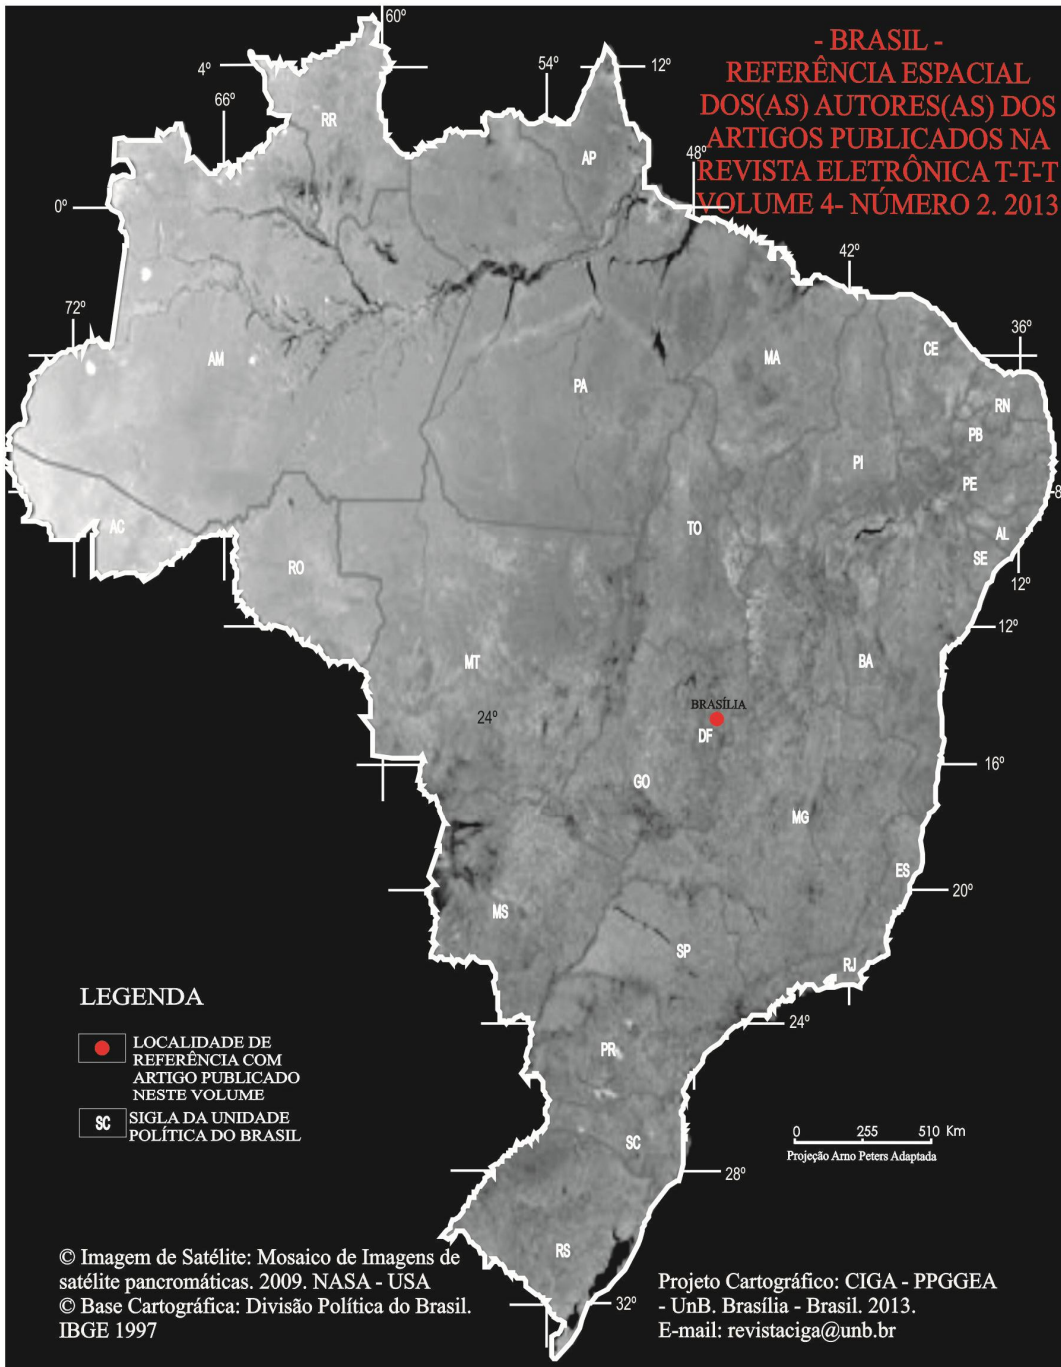 - BRASIL -
REFERÊNCIA ESPACIAL
DOS(AS) AUTORES(AS) DOS
ARTIGOS PUBLICADOS NA
REVISTA ELETRÔNICA T-T-T
VOLUME 4- NÚMERO 2. 2013
60º
4º
54º
12º
66º
RR
AP
48º
0º
42º
72º
36º
AM
PA
MA
CE
RN
PB
PI
PE
8
AC
TO
AL
RO
SE
12º
12º
MT
BA
BRASÍLIA
24º
DF
16º
GO
MG
ES
20º
MS
SP
RJ
24º
PR
SC
28º
RS
32º
LEGENDA
LOCALIDADE DE
REFERÊNCIA COM
ARTIGO PUBLICADO
NESTE VOLUME
SC SIGLA DA UNIDADE
POLÍTICA DO BRASIL
0 255 510 Km
Projeção Arno Peters Adaptada
© Imagem de Satélite: Mosaico de Imagens de
satélite pancromáticas. 2009. NASA - USA
© Base Cartográfica: Divisão Política do Brasil.
IBGE 1997
Projeto Cartográfico: CIGA - PPGGEA
- UnB. Brasília - Brasil. 2013.
E-mail: revistaciga@unb.br